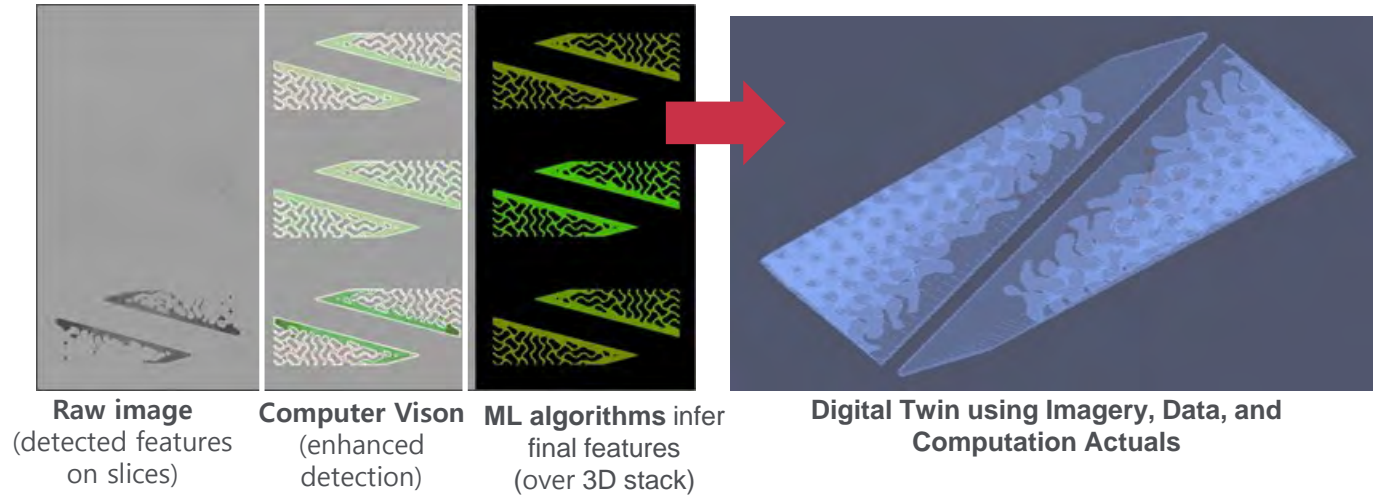 Raw image
(detected features
on slices)
Computer Vison
(enhanced
detection)
ML algorithms infer
final features
(over 3D stack)
Digital Twin using Imagery, Data, and
Computation Actuals